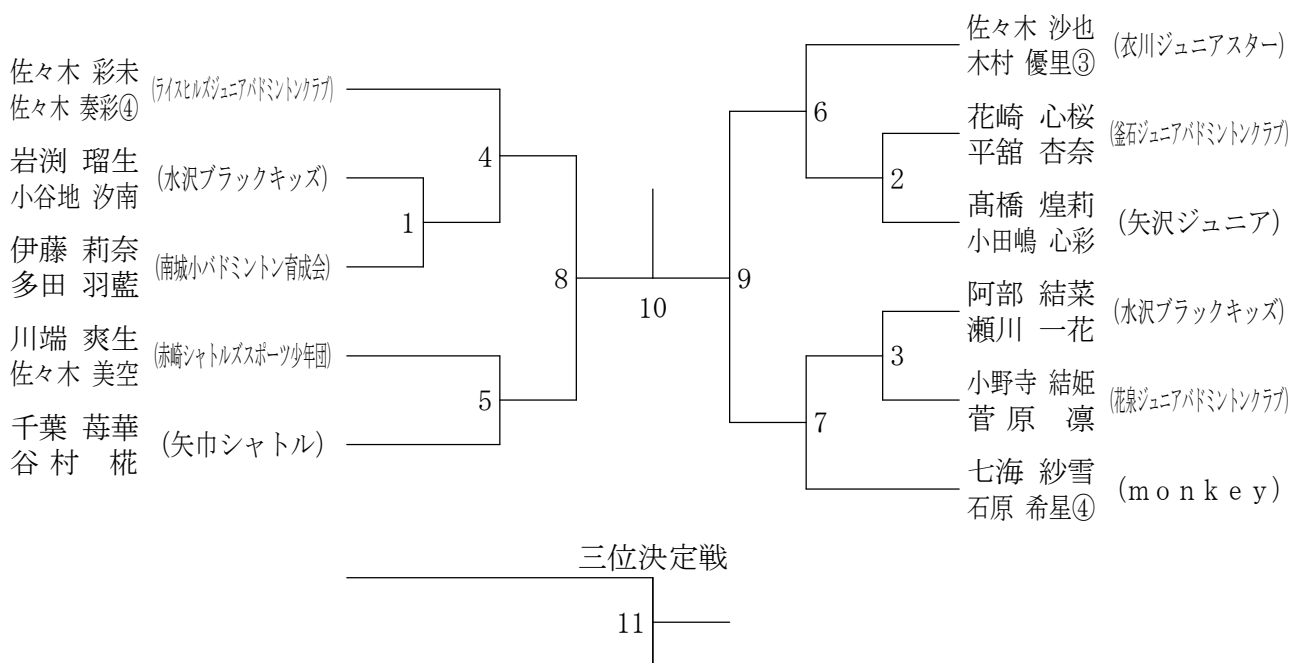 佐々木 彩未
佐々木 奏彩④
(ライスヒルズジュニアバドミントンクラブ)
岩渕 瑠生
小谷地 汐南
(水沢ブラックキッズ)
伊藤 莉奈
多田 羽藍
(南城小バドミントン育成会)
川端 爽生
佐々木 美空
(赤崎シャトルズスポーツ少年団)
千葉 苺華
谷村 椛
(矢巾シャトル)
1
4
5
8
10
9
6
2
3
7
佐々木 沙也
木村 優里③
(衣川ジュニアスター)
花崎 心桜
平舘 杏奈
(釜石ジュニアバドミントンクラブ)
髙橋 煌莉
小田嶋 心彩
(矢沢ジュニア)
阿部 結菜
瀬川 一花
(水沢ブラックキッズ)
小野寺 結姫
菅原 凛
(花泉ジュニアバドミントンクラブ)
七海 紗雪
石原 希星④
(monkey)
三位決定戦
11